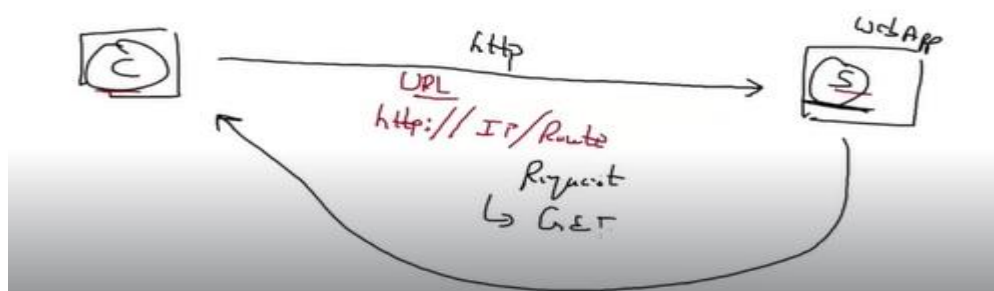 WebApp
http
C
S
URL
http://IP/Route
Request
↳ GET